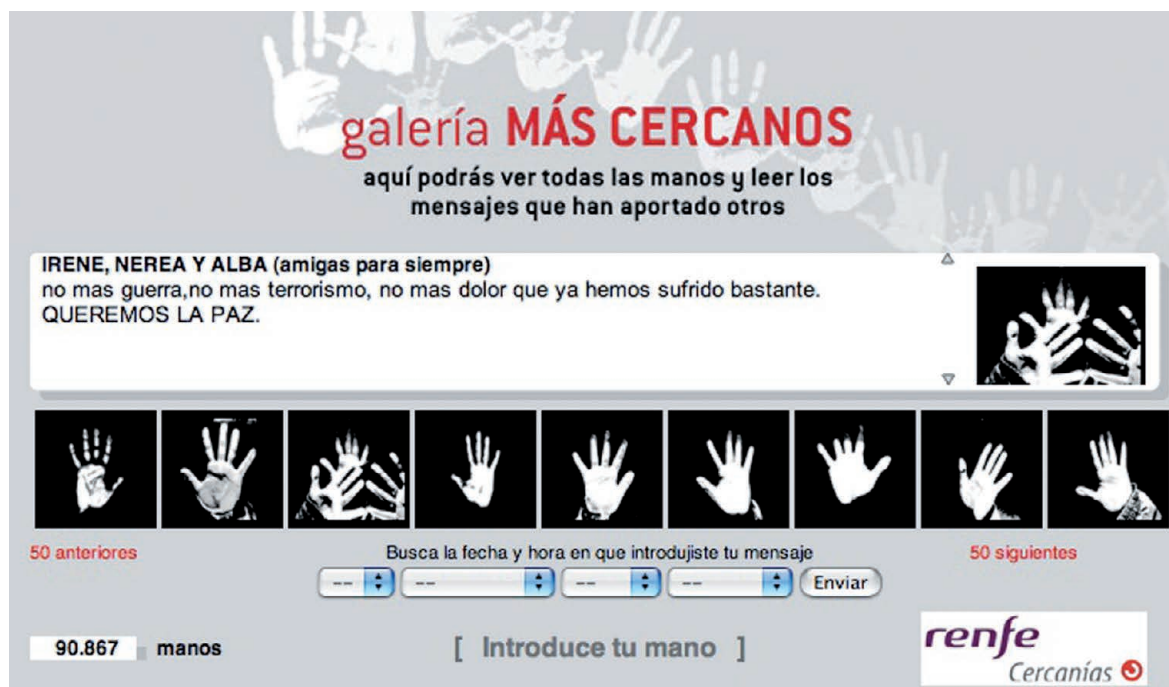 galería MÁS CERCANOS
aquí podrás ver todas las manos y leer los
mensajes que han aportado otros
IRENE, NEREA Y ALBA (amigas para siempre)
no mas guerra,no mas terrorismo, no mas dolor que ya hemos sufrido bastante.
QUEREMOS LA PAZ.
50 anteriores
Busca la fecha y hora en que introdujiste tu mensaje
50 siguientes
-- -- -- -- Enviar
90.867 manos
[ Introduce tu mano ]
renfe
Cercanías